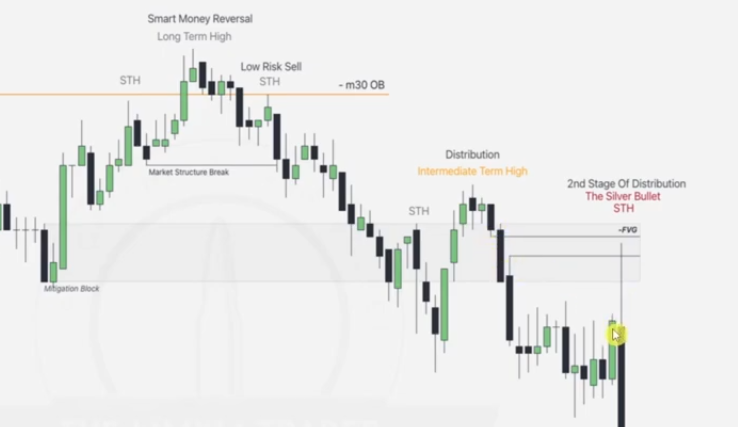 Smart Money Reversal
Long Term High
STH
Low Risk Sell
STH
- m30 OB
Market Structure Break
Distribution
Intermediate Term High
STH
2nd Stage Of Distribution
The Silver Bullet
STH
-FVG
Mitigation Block